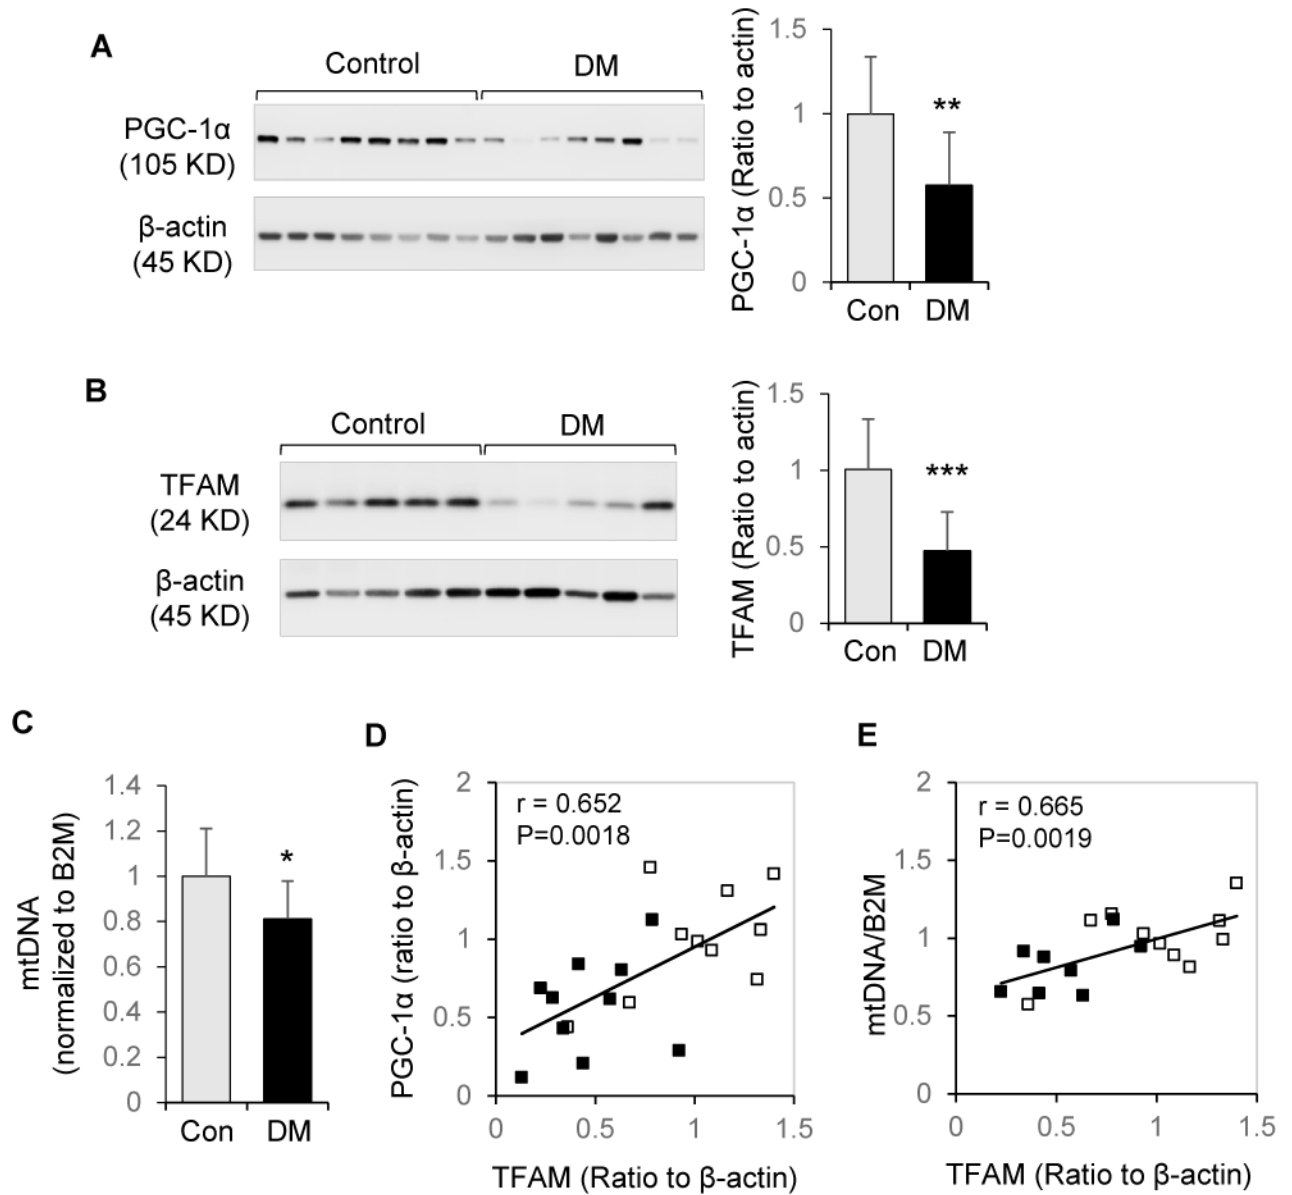 A
Control
DM
PGC-1α
(105 KD)
β-actin
(45 KD)
PGC-1α (Ratio to actin)
1.5
1
0.5
0
**
Con
DM
B
Control
DM
TFAM
(24 KD)
β-actin
(45 KD)
TFAM (Ratio to actin)
1.5
1
0.5
0
***
Con
DM
C
mtDNA
(normalized to B2M)
1.4
1.2
1
0.8
0.6
0.4
0.2
0
*
Con
DM
D
PGC-1α (ratio to β-actin)
2
1.5
1
0.5
0
r = 0.652
P=0.0018
0
0.5
1
1.5
TFAM (Ratio to β-actin)
E
mtDNA/B2M
2
1.5
1
0.5
0
r = 0.665
P=0.0019
0
0.5
1
1.5
TFAM (Ratio to β-actin)